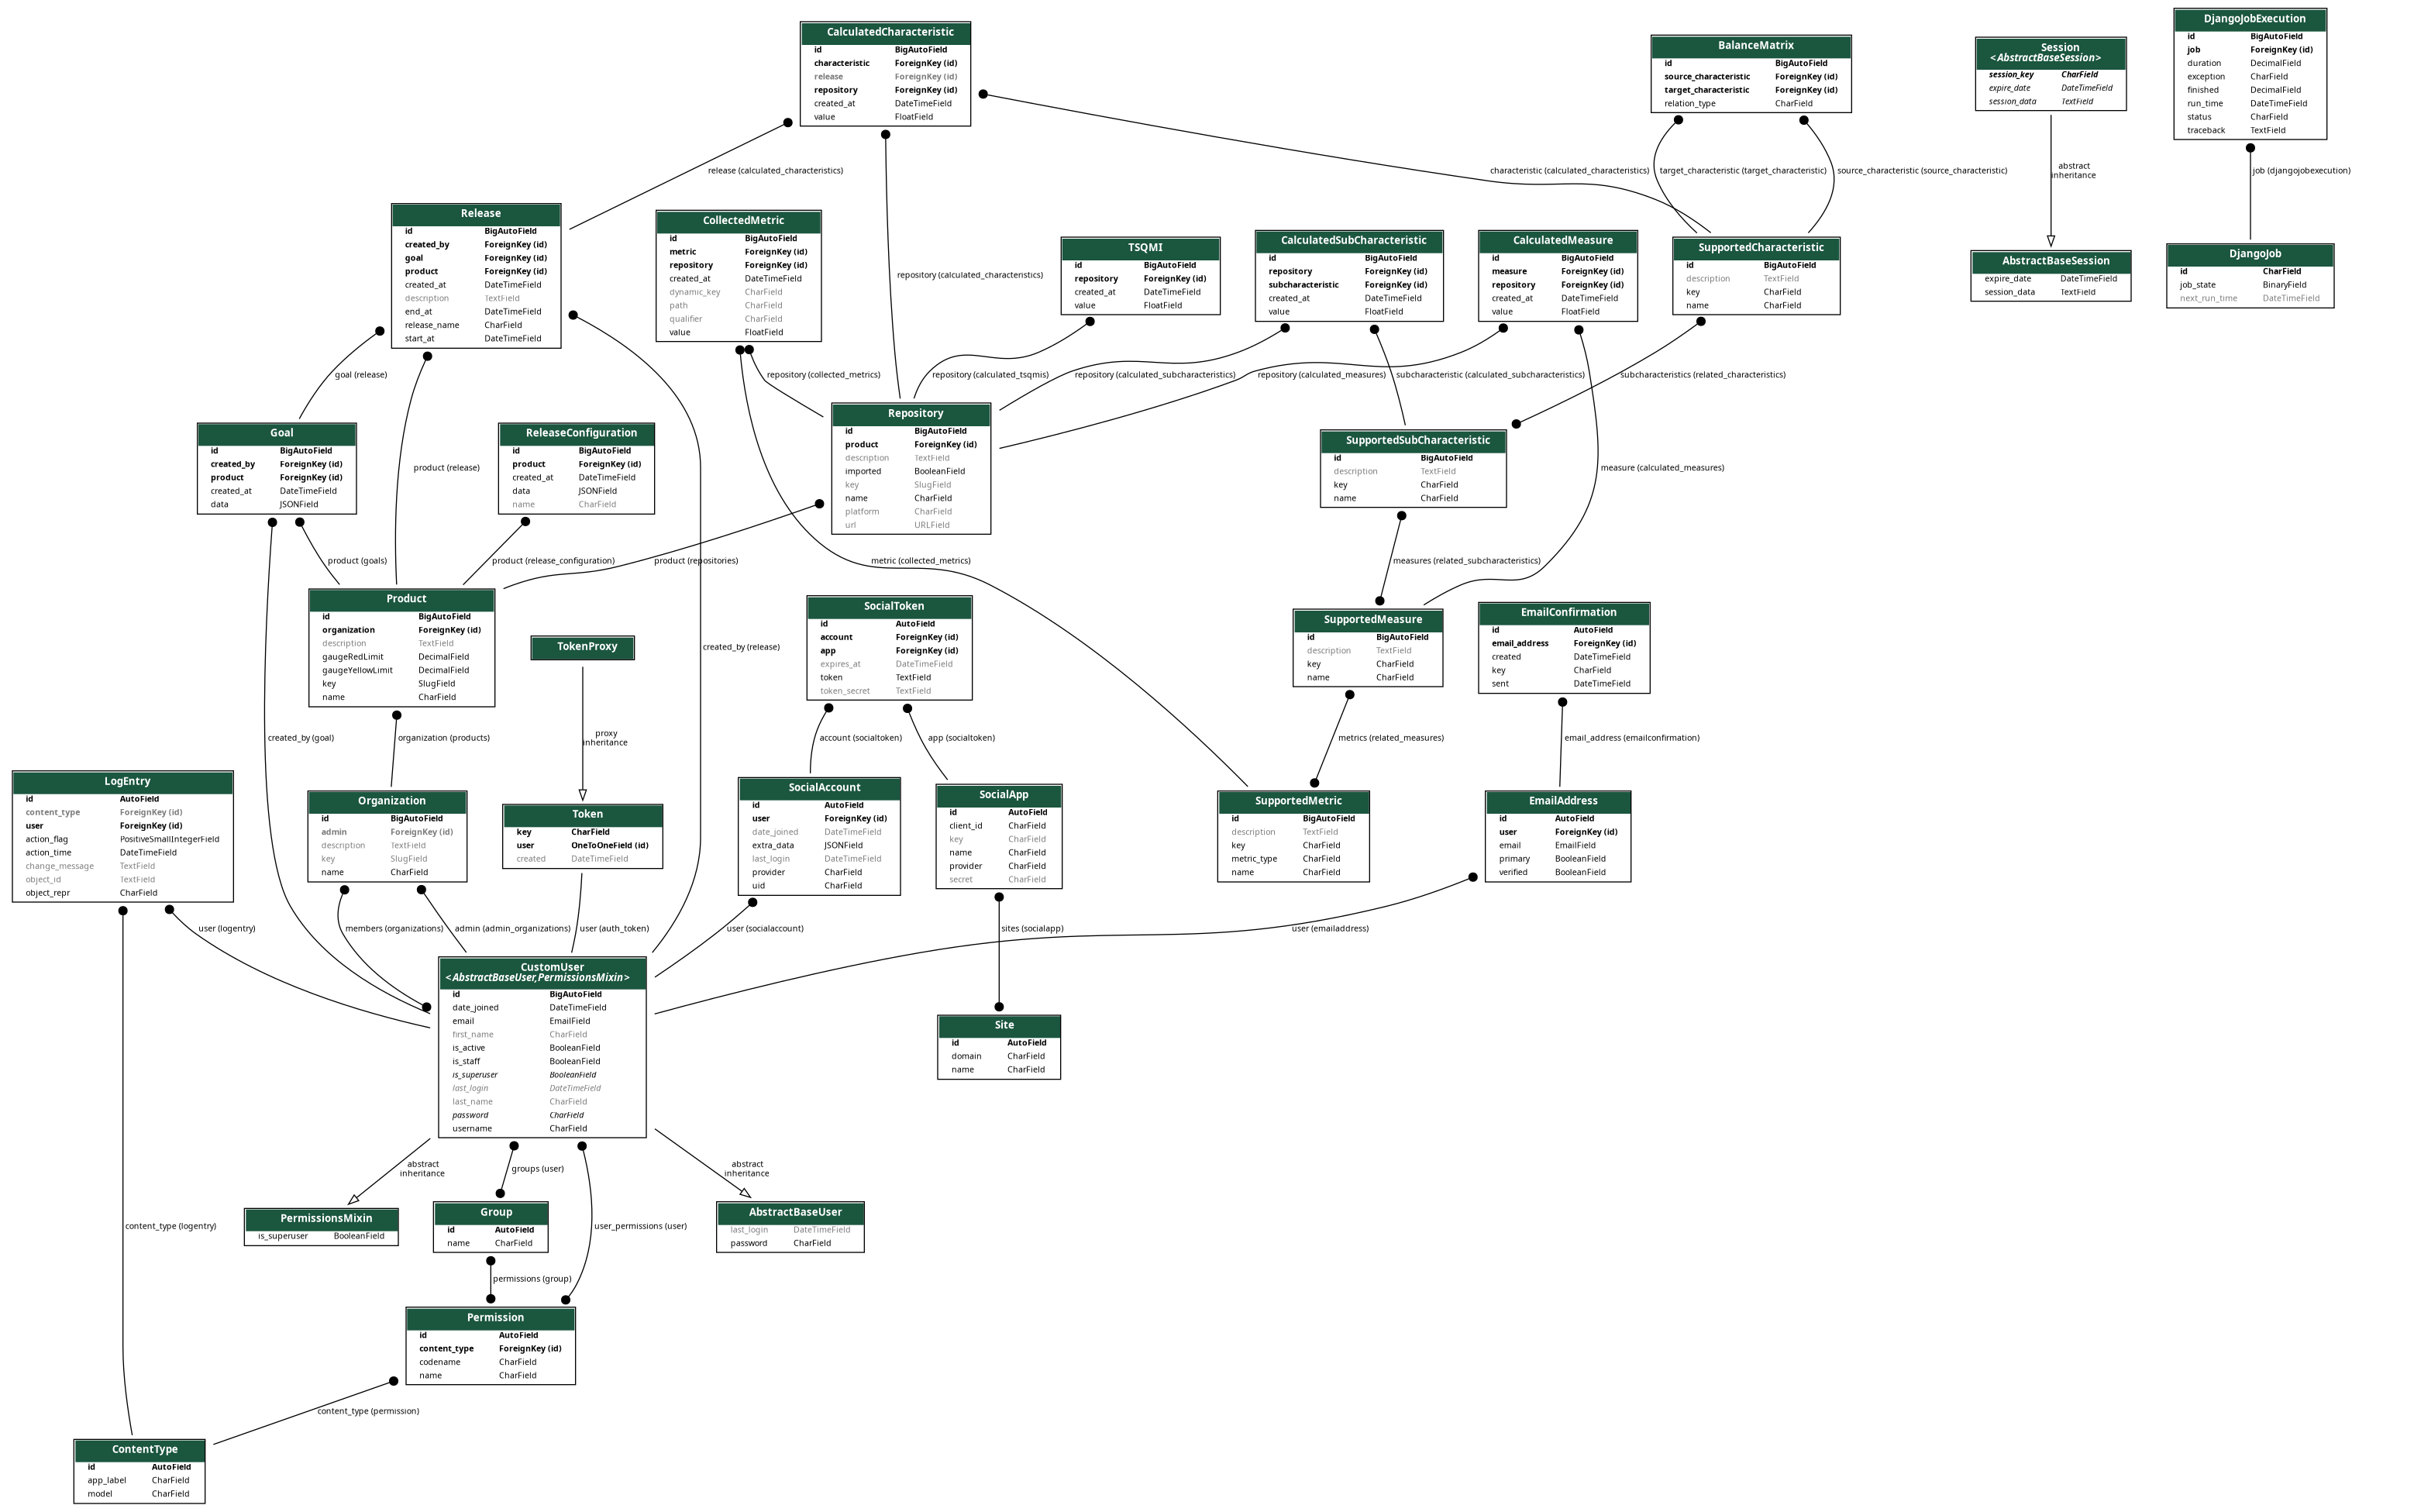 CalculatedCharacteristic
id BigAutoField
characteristic ForeignKey (id)
release ForeignKey (id)
repository ForeignKey (id)
created_at DateTimeField
value FloatField
BalanceMatrix
id BigAutoField
source_characteristic ForeignKey (id)
target_characteristic ForeignKey (id)
relation_type CharField
Session
<AbstractBaseSession>
session_key CharField
expire_date DateTimeField
session_data TextField
DjangoJobExecution
id BigAutoField
job ForeignKey (id)
duration DecimalField
exception CharField
finished DecimalField
run_time DateTimeField
status CharField
traceback TextField
release (calculated_characteristics)
characteristic (calculated_characteristics)
target_characteristic (target_characteristic)
source_characteristic (source_characteristic)
abstract
inheritance
job (djangojobexecution)
Release
id BigAutoField
created_by ForeignKey (id)
goal ForeignKey (id)
product ForeignKey (id)
created_at DateTimeField
description TextField
end_at DateTimeField
release_name CharField
start_at DateTimeField
CollectedMetric
id BigAutoField
metric ForeignKey (id)
repository ForeignKey (id)
created_at DateTimeField
dynamic_key CharField
path CharField
qualifier CharField
value FloatField
repository (calculated_characteristics)
TSQMI
id BigAutoField
repository ForeignKey (id)
created_at DateTimeField
value FloatField
CalculatedSubCharacteristic
id BigAutoField
repository ForeignKey (id)
subcharacteristic ForeignKey (id)
created_at DateTimeField
value FloatField
CalculatedMeasure
id BigAutoField
measure ForeignKey (id)
repository ForeignKey (id)
created_at DateTimeField
value FloatField
SupportedCharacteristic
id BigAutoField
description TextField
key CharField
name CharField
AbstractBaseSession
expire_date DateTimeField
session_data TextField
DjangoJob
id CharField
job_state BinaryField
next_run_time DateTimeField
goal (release)
repository (collected_metrics)
repository (calculated_tsqmis)
repository (calculated_subcharacteristics)
repository (calculated_measures)
subcharacteristic (calculated_subcharacteristics)
subcharacteristics (related_characteristics)
Goal
id BigAutoField
created_by ForeignKey (id)
product ForeignKey (id)
created_at DateTimeField
data JSONField
product (release)
ReleaseConfiguration
id BigAutoField
product ForeignKey (id)
created_at DateTimeField
data JSONField
name CharField
Repository
id BigAutoField
product ForeignKey (id)
description TextField
imported BooleanField
key SlugField
name CharField
platform CharField
url URLField
SupportedSubCharacteristic
id BigAutoField
description TextField
key CharField
name CharField
measure (calculated_measures)
product (goals)
product (release_configuration)
product (repositories)
metric (collected_metrics)
measures (related_subcharacteristics)
Product
id BigAutoField
organization ForeignKey (id)
description TextField
gaugeRedLimit DecimalField
gaugeYellowLimit DecimalField
key SlugField
name CharField
TokenProxy
created_by (release)
SocialToken
id AutoField
account ForeignKey (id)
app ForeignKey (id)
expires_at DateTimeField
token TextField
token_secret TextField
SupportedMeasure
id BigAutoField
description TextField
key CharField
name CharField
EmailConfirmation
id AutoField
email_address ForeignKey (id)
created DateTimeField
key CharField
sent DateTimeField
created_by (goal)
organization (products)
proxy
inheritance
account (socialtoken)
app (socialtoken)
metrics (related_measures)
email_address (emailconfirmation)
LogEntry
id AutoField
content_type ForeignKey (id)
user ForeignKey (id)
action_flag PositiveSmallIntegerField
action_time DateTimeField
change_message TextField
object_id TextField
object_repr CharField
Organization
id BigAutoField
admin ForeignKey (id)
description TextField
key SlugField
name CharField
Token
key CharField
user OneToOneField (id)
created DateTimeField
SocialAccount
id AutoField
user ForeignKey (id)
date_joined DateTimeField
extra_data JSONField
last_login DateTimeField
provider CharField
uid CharField
SocialApp
id AutoField
client_id CharField
key CharField
name CharField
provider CharField
secret CharField
SupportedMetric
id BigAutoField
description TextField
key CharField
metric_type CharField
name CharField
EmailAddress
id AutoField
user ForeignKey (id)
email EmailField
primary BooleanField
verified BooleanField
user (logentry)
members (organizations)
admin (admin_organizations)
user (auth_token)
user (socialaccount)
sites (socialapp)
user (emailaddress)
CustomUser
<AbstractBaseUser,PermissionsMixin>
id BigAutoField
date_joined DateTimeField
email EmailField
first_name CharField
is_active BooleanField
is_staff BooleanField
is_superuser BooleanField
last_login DateTimeField
last_name CharField
password CharField
username CharField
Site
id AutoField
domain CharField
name CharField
abstract
inheritance
groups (user)
abstract
inheritance
content_type (logentry)
PermissionsMixin
is_superuser BooleanField
Group
id AutoField
name CharField
user_permissions (user)
AbstractBaseUser
last_login DateTimeField
password CharField
permissions (group)
Permission
id AutoField
content_type ForeignKey (id)
codename CharField
name CharField
content_type (permission)
ContentType
id AutoField
app_label CharField
model CharField